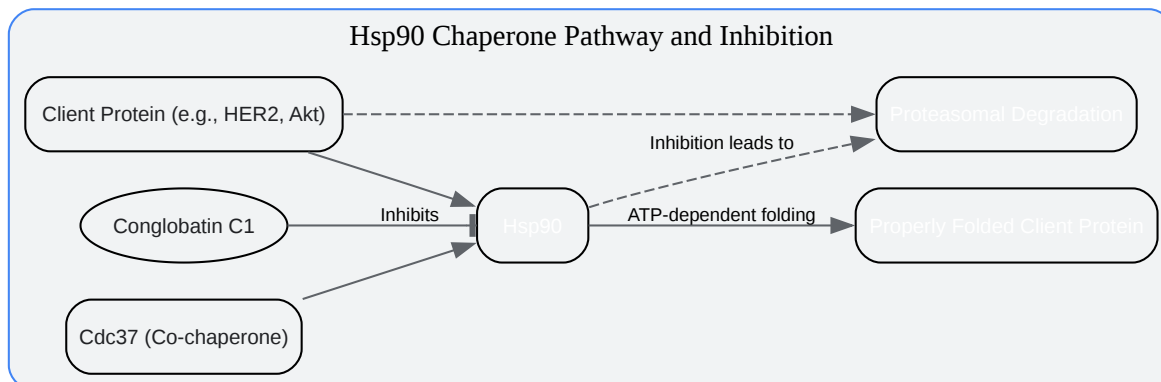 Hsp90 Chaperone Pathway and Inhibition
Client Protein (e.g., HER2, Akt)
Proteasomal Degradation
Inhibition leads to
Conglobatin C1
Inhibits
Hsp90
ATP-dependent folding
Properly Folded Client Protein
Cdc37 (Co-chaperone)